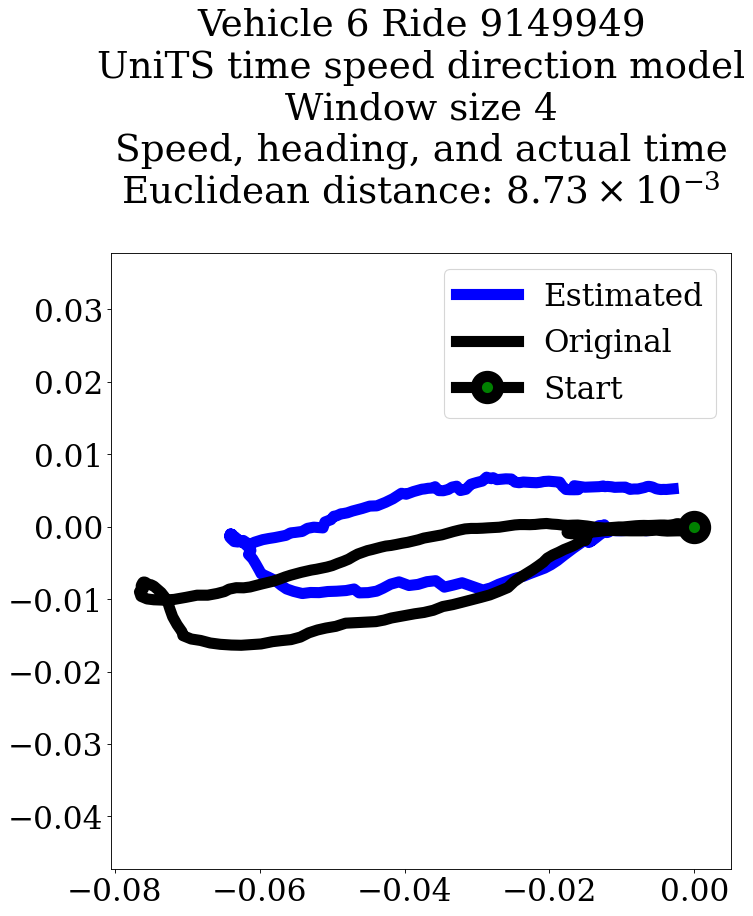 Vehicle 6 Ride 9149949
UniTS time speed direction model
Window size 4
Speed, heading, and actual time
Euclidean distance: 8.73 × 10⁻³
Estimated
Original
Start
0.03
0.02
0.01
0.00
−0.01
−0.02
−0.03
−0.04
−0.08 −0.06 −0.04 −0.02 0.00